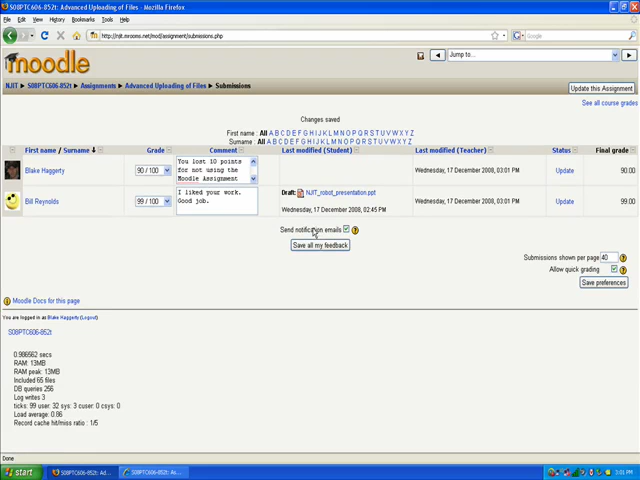 S08PTC606-852t: Advanced Uploading of Files - Mozilla Firefox
File Edit View History Bookmarks Tools Help
http://njit.mrooms.net/mod/assignment/submissions.php
Google
moodle
Jump to...
NJIT ► S08PTC606-852t ► Assignments ► Advanced Uploading of Files ► Submissions
Update this Assignment
See all course grades
Changes saved
First name : All A B C D E F G H I J K L M N O P Q R S T U V W X Y Z
Surname : All A B C D E F G H I J K L M N O P Q R S T U V W X Y Z
First name / Surname Grade Comment Last modified (Student) Last modified (Teacher) Status Final grade
Blake Haggerty 90 / 100 Wednesday, 17 December 2008, 03:01 PM Update 90.00
You lost 10 points
for not using the
Moodle Assignment
Bill Reynolds 99 / 100 Wednesday, 17 December 2008, 03:01 PM Update 99.00
I liked your work.
Good job.
Draft: NJIT_robot_presentation.ppt
Wednesday, 17 December 2008, 02:45 PM
Send notification emails
Save all my feedback
Submissions shown per page 40
Allow quick grading
Save preferences
Moodle Docs for this page
You are logged in as Blake Haggerty (Logout)
S08PTC606-852t
0.986562 secs
RAM: 13MB
RAM peak: 13MB
Included 65 files
DB queries 256
Log writes 3
ticks: 99 user: 32 sys: 3 cuser: 0 csys: 0
Load average: 0.86
Record cache hit/miss ratio : 1/5
Done
start
S08PTC606-852t: Ad...
S08PTC606-852t: As...
3:01 PM